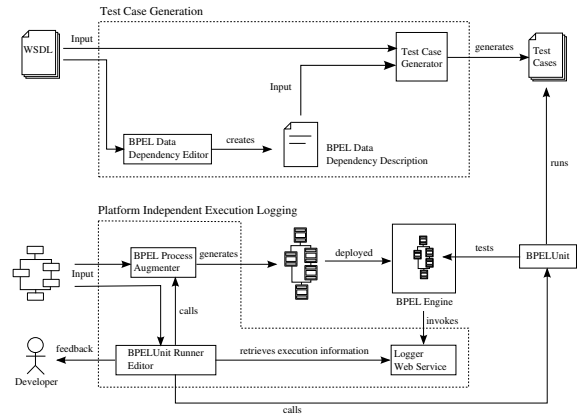 Test Case Generation
Input
WSDL
Test Case
Generator
generates
Test
Cases
Input
BPEL Data
Dependency Editor
creates
BPEL Data
Dependency Description
runs
Platform Independent Execution Logging
Input
BPEL Process
Augmenter
generates
deployed
BPEL Engine
tests
BPELUnit
calls
invokes
feedback
Developer
BPELUnit Runner
Editor
retrieves execution information
Logger
Web Service
calls